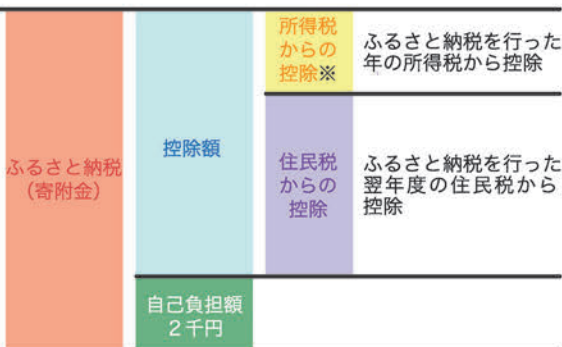 ふるさと納税
(寄附金)
控除額
自己負担額
2千円
所得税
からの
控除※
ふるさと納税を行った
年の所得税から控除
住民税
からの
控除
ふるさと納税を行った
翌年度の住民税から
控除